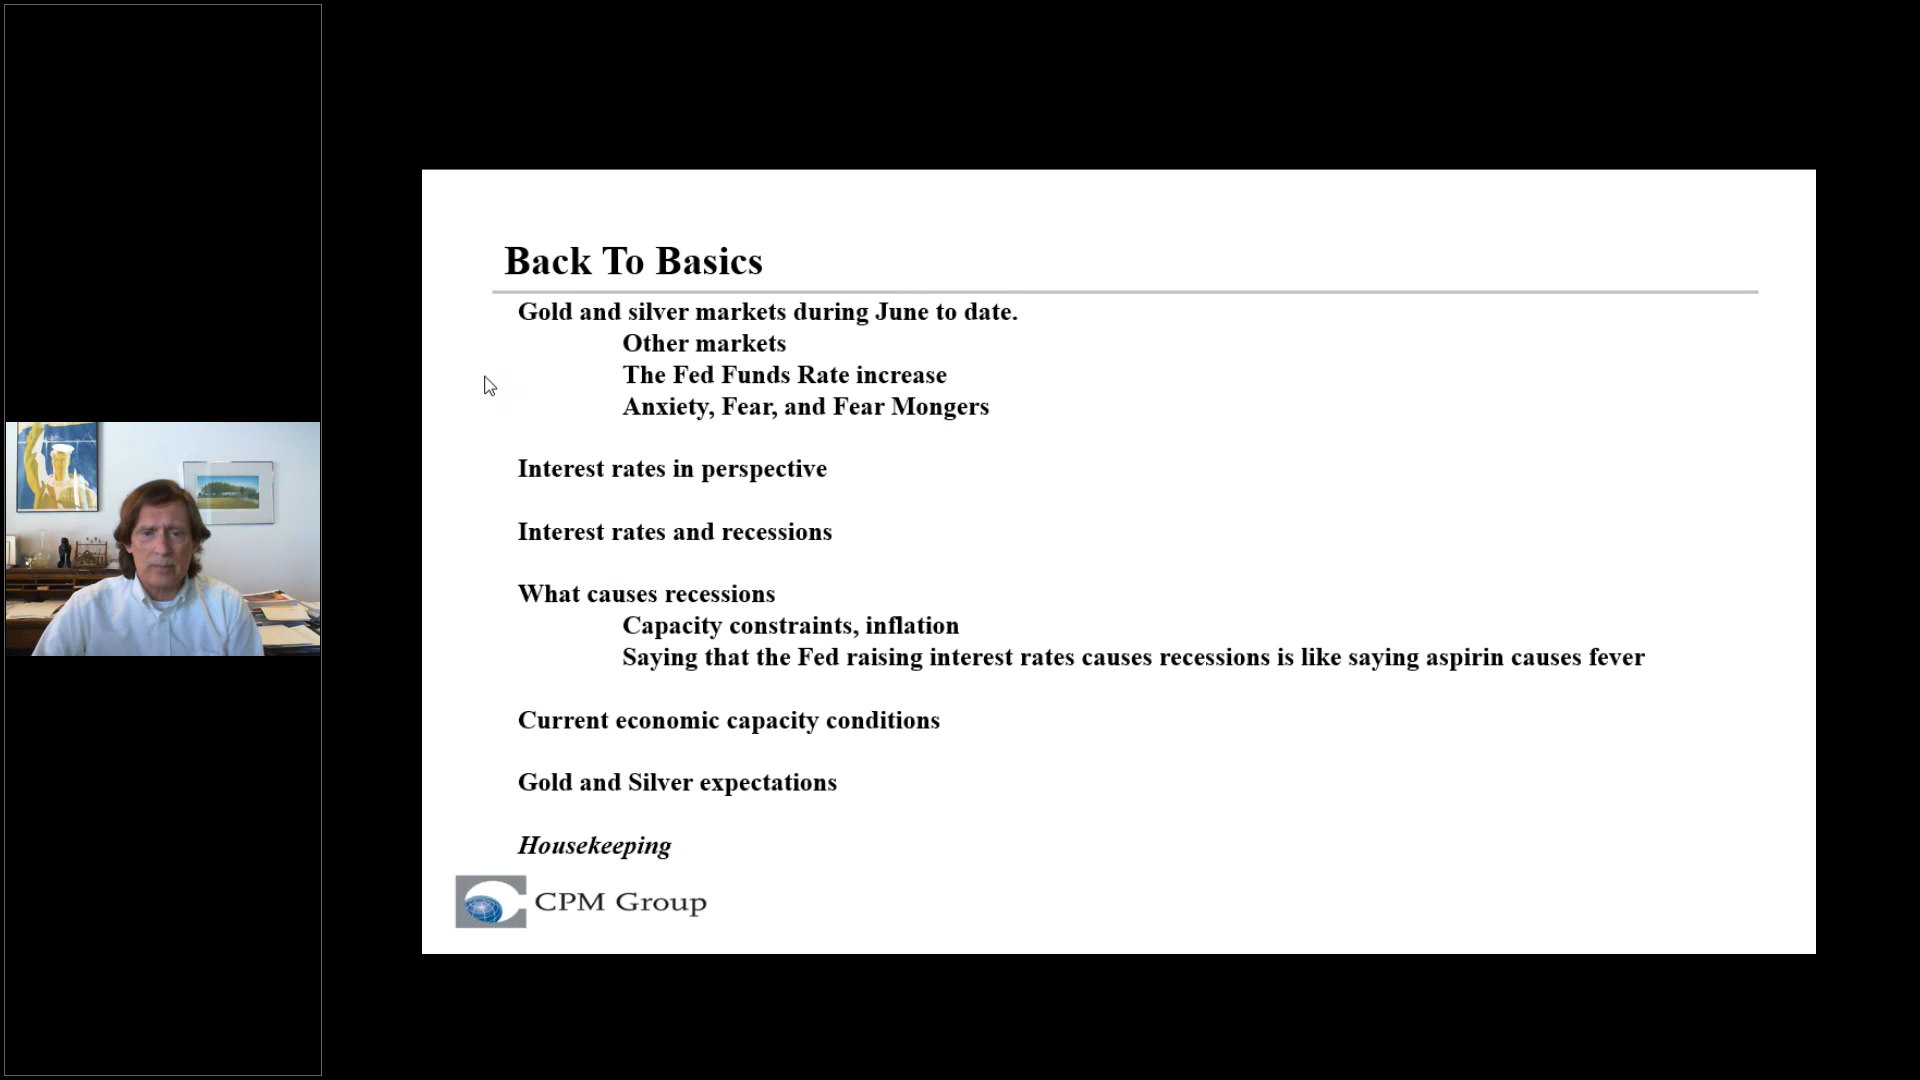 Back To Basics
Gold and silver markets during June to date.
Other markets
The Fed Funds Rate increase
Anxiety, Fear, and Fear Mongers
Interest rates in perspective
Interest rates and recessions
What causes recessions
Capacity constraints, inflation
Saying that the Fed raising interest rates causes recessions is like saying aspirin causes fever
Current economic capacity conditions
Gold and Silver expectations
Housekeeping
CPM Group